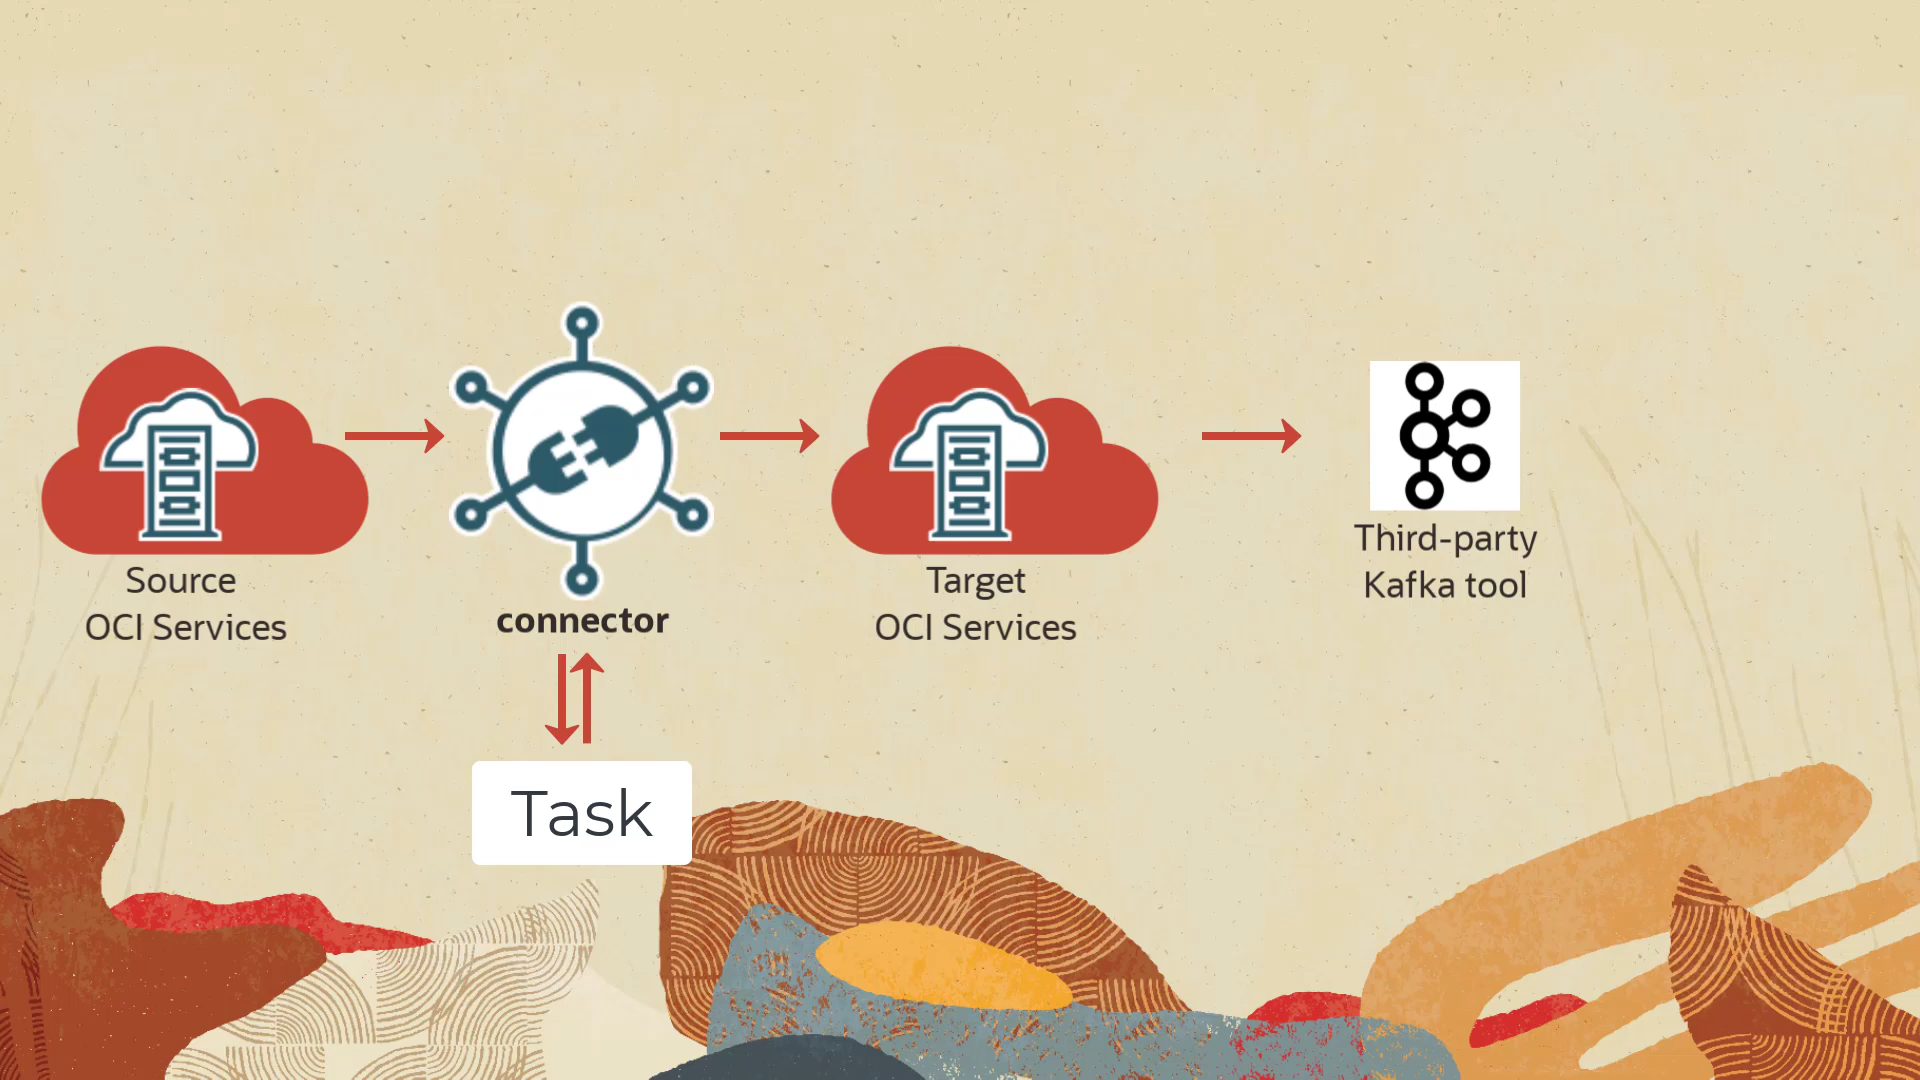 Source
OCI Services
connector
Target
OCI Services
Third-party
Kafka tool
Task